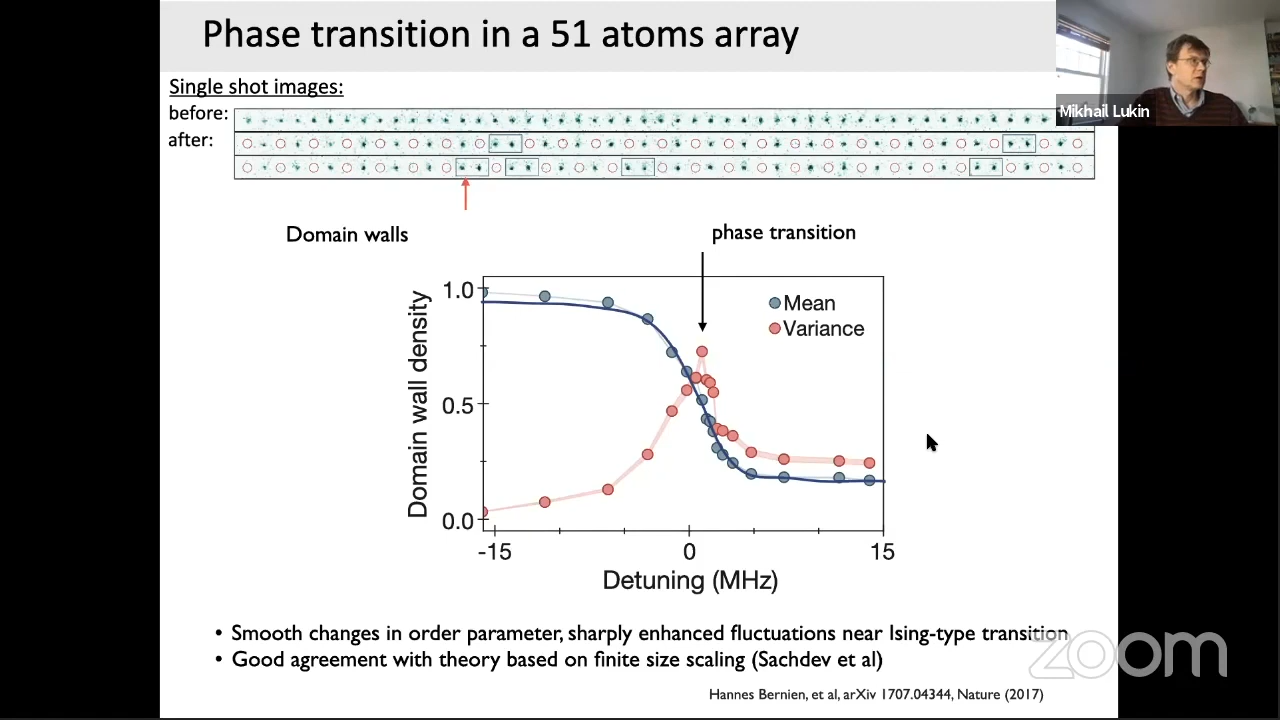 Phase transition in a 51 atoms array
Mikhail Lukin
Single shot images:
before:
after:
Domain walls
phase transition
Domain wall density
1.0
0.5
0.0
Mean
Variance
-15
0
15
Detuning (MHz)
• Smooth changes in order parameter, sharply enhanced fluctuations near Ising-type transition
• Good agreement with theory based on finite size scaling (Sachdev et al)
zoom
Hannes Bernien, et al, arXiv 1707.04344, Nature (2017)